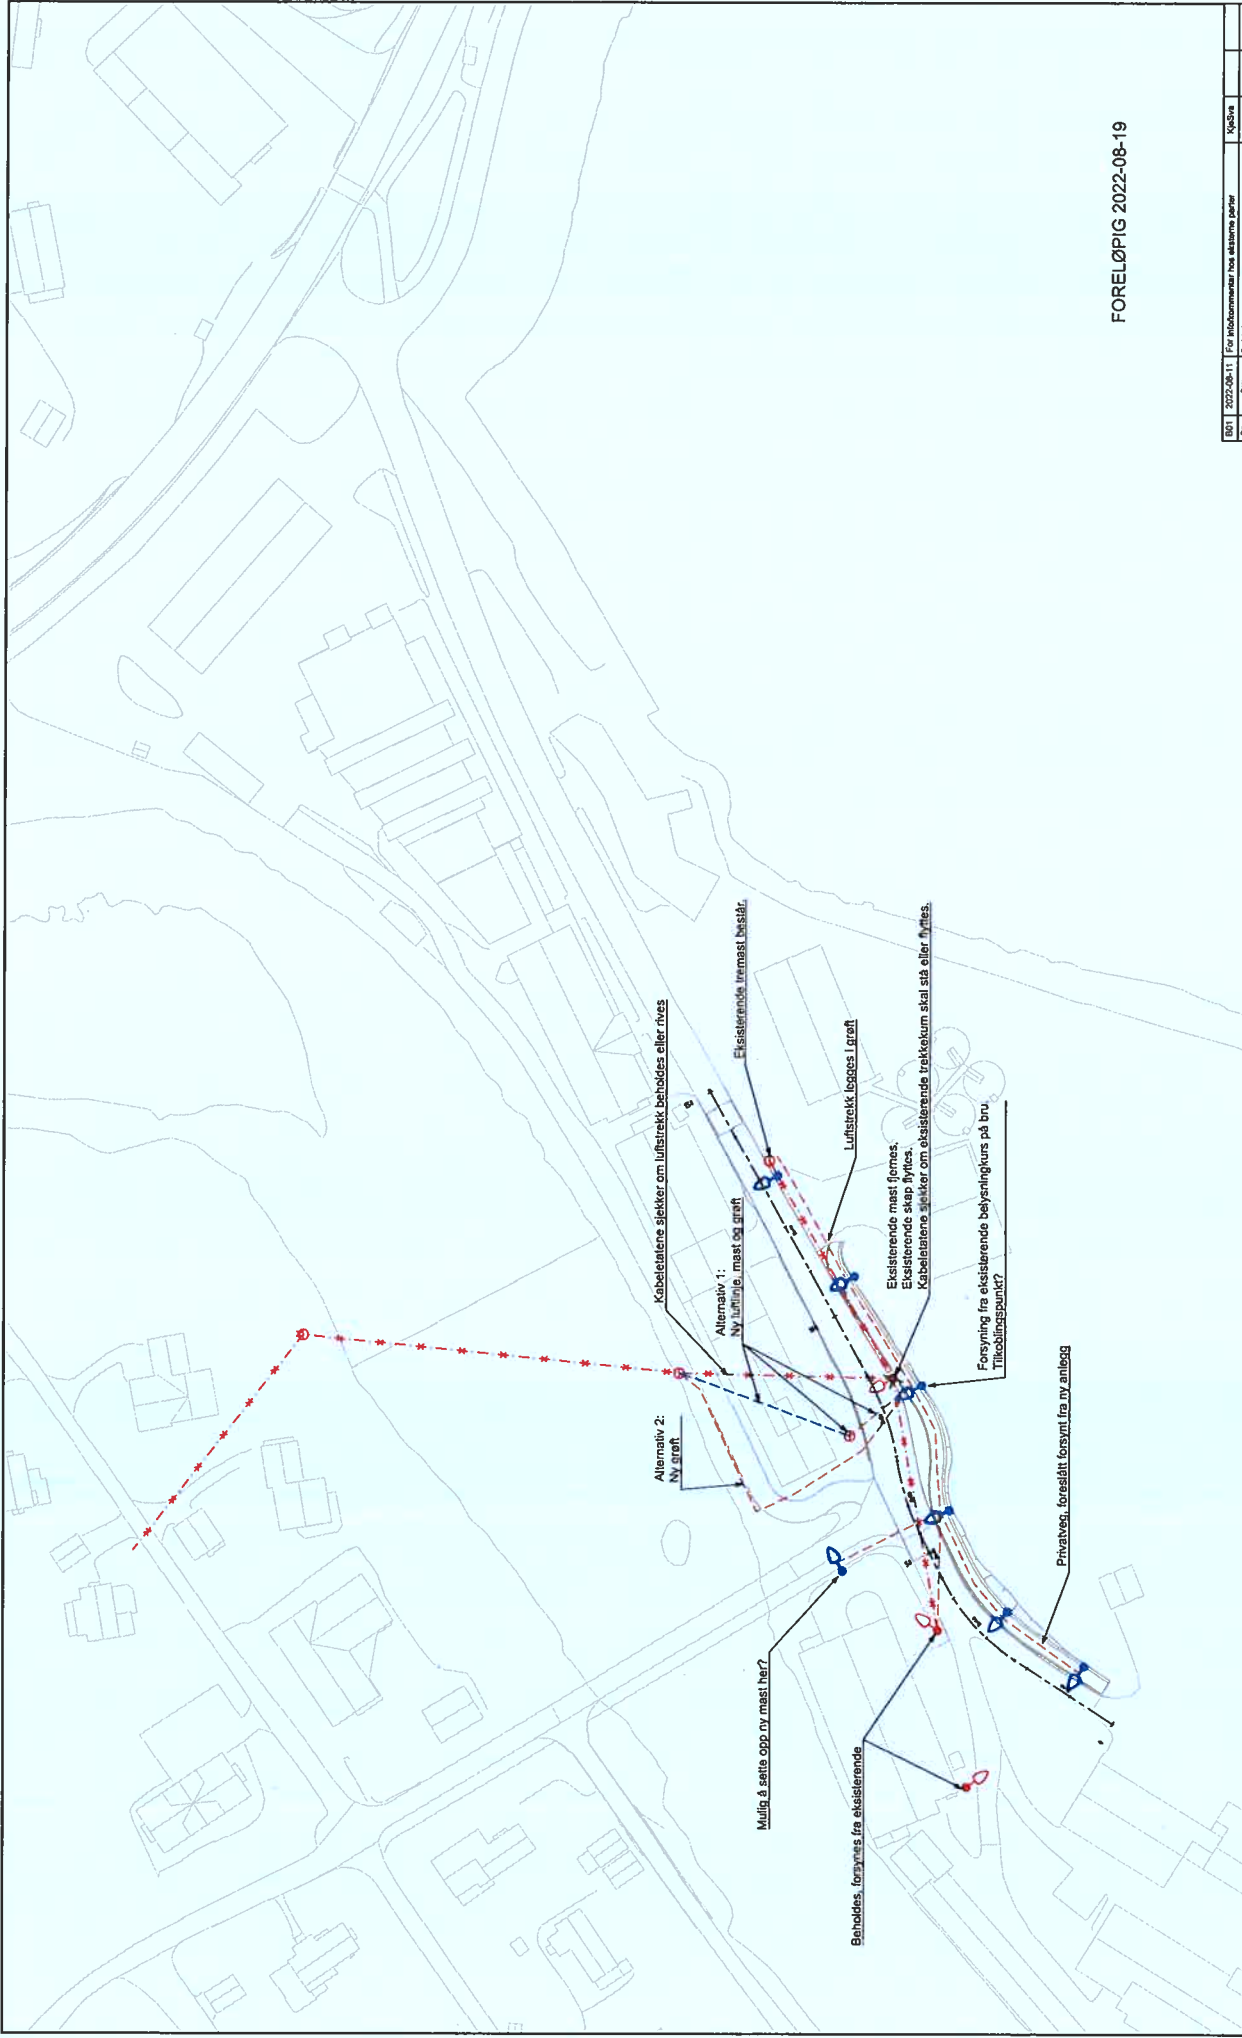 FORELØPIG 2022-08-19
B01 2022-08-11 For info/kommentar hos eksterne parter KjeSva
Kabeletatene sjekker om luftstrekk beholdes eller rives
Eksisterende tremast består.
Alternativ 1:
Ny luftlinje, mast og grøft
Luftstrekk legges i grøft
Eksisterende mast fjernes.
Eksisterende skap flyttes.
Kabeletatene sjekker om eksisterende trekkekum skal stå eller flyttes.
Alternativ 2:
Ny grøft
Forsyning fra eksisterende belysningkurs på bru.
Tilkoblingspunkt?
Privatveg, foreslått forsynt fra ny anlegg
Mulig å sette opp ny mast her?
Beholdes, forsynes fra eksisterende